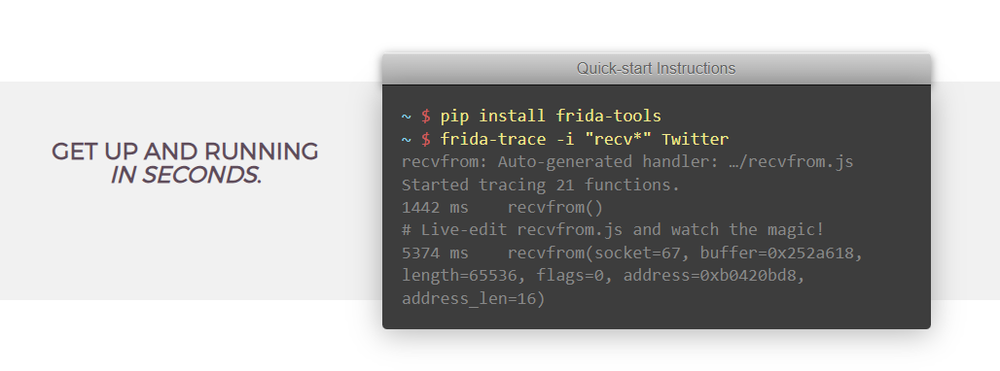 Quick-start Instructions
GET UP AND RUNNING
IN SECONDS.
~ $ pip install frida-tools
~ $ frida-trace -i "recv*" Twitter
recvfrom: Auto-generated handler: …/recvfrom.js
Started tracing 21 functions.
1442 ms    recvfrom()
# Live-edit recvfrom.js and watch the magic!
5374 ms    recvfrom(socket=67, buffer=0x252a618,
length=65536, flags=0, address=0xb0420bd8,
address_len=16)